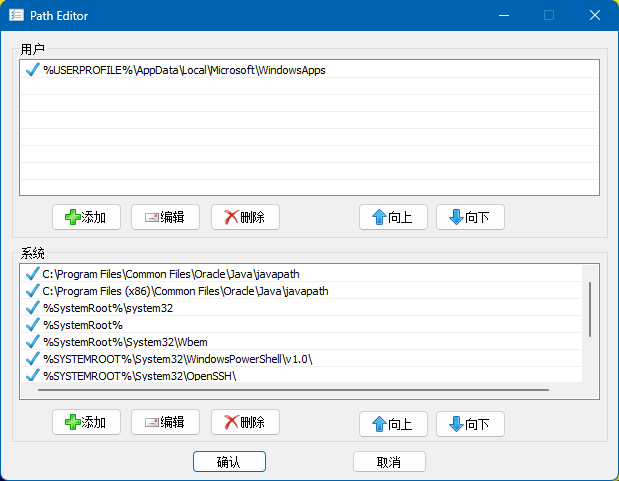 Path Editor
用户
%USERPROFILE%\AppData\Local\Microsoft\WindowsApps
添加 编辑 删除 向上 向下
系统
C:\Program Files\Common Files\Oracle\Java\javapath
C:\Program Files (x86)\Common Files\Oracle\Java\javapath
%SystemRoot%\system32
%SystemRoot%
%SystemRoot%\System32\Wbem
%SYSTEMROOT%\System32\WindowsPowerShell\v1.0\
%SYSTEMROOT%\System32\OpenSSH\
添加 编辑 删除 向上 向下
确认 取消